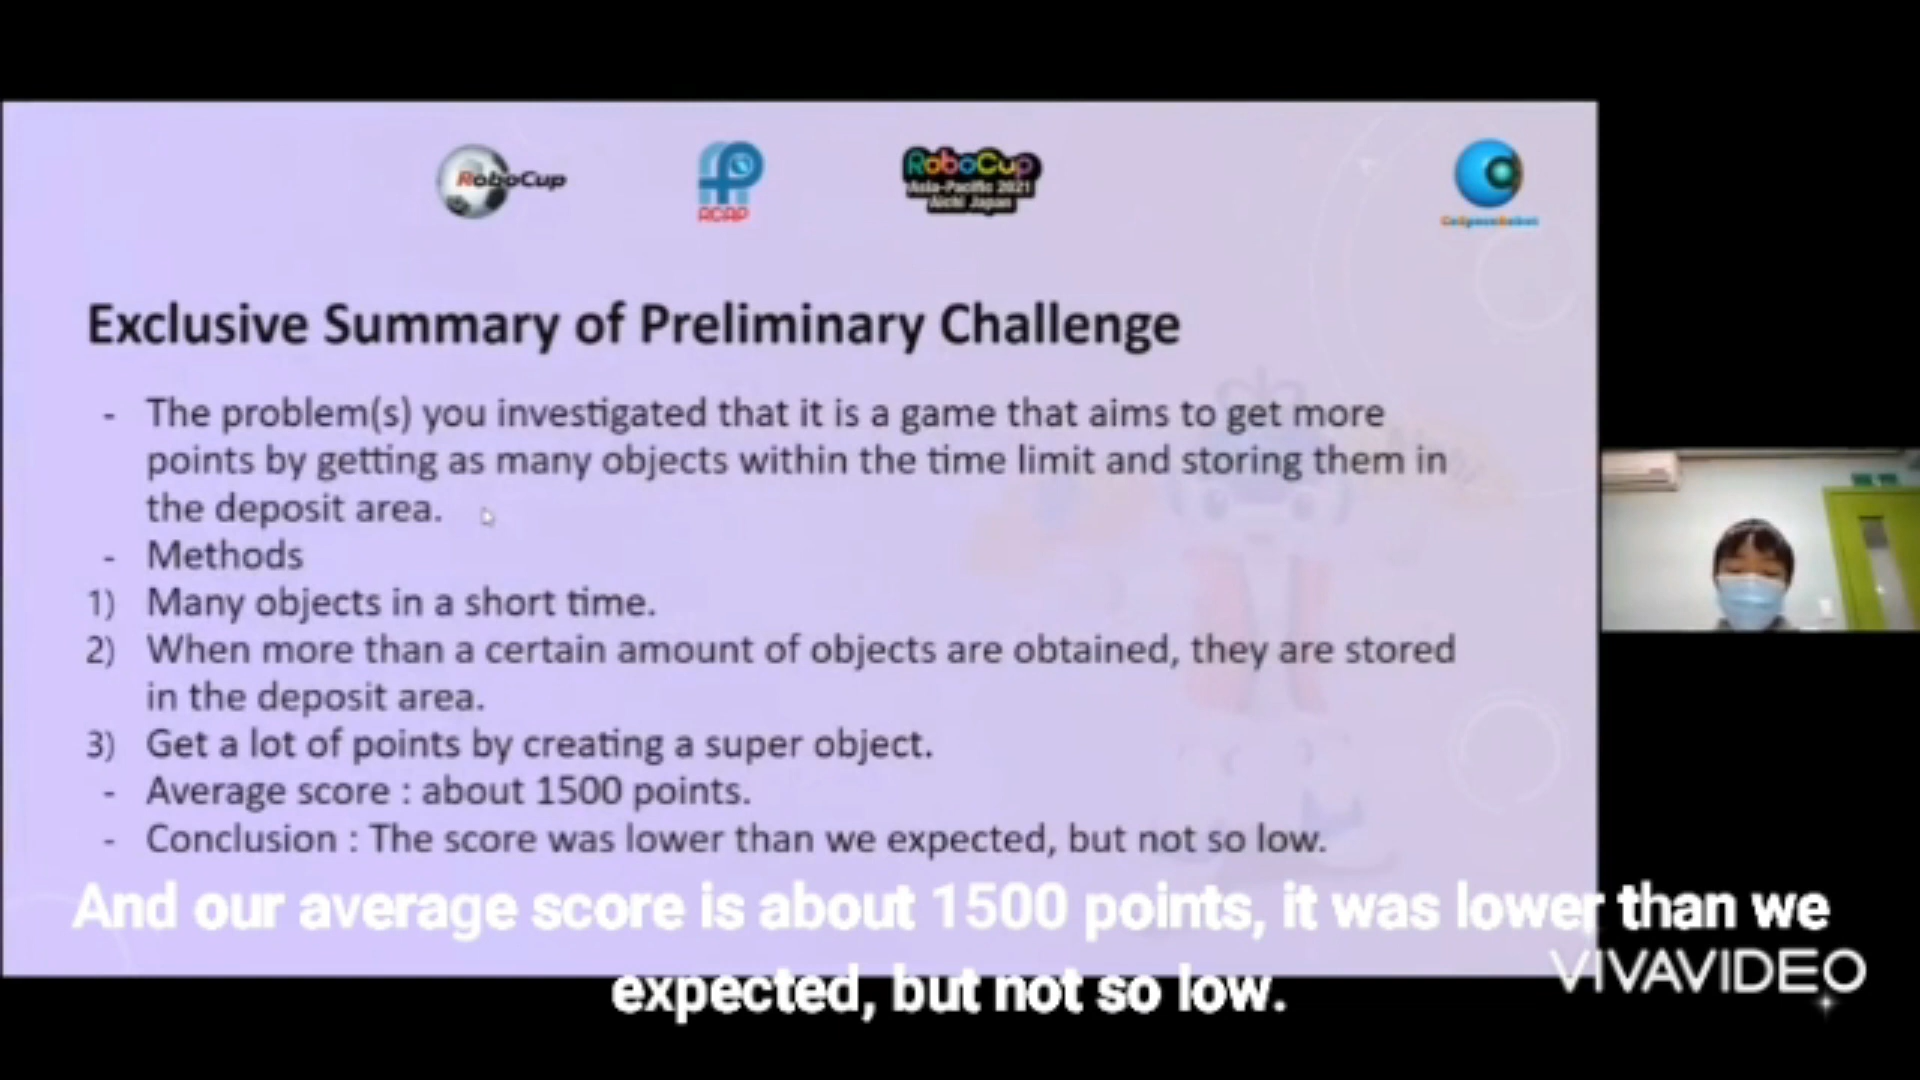 RoboCup
RCAP
RoboCup
Asia-Pacific 2021
Aichi Japan
CoSpaceRobot
Exclusive Summary of Preliminary Challenge
- The problem(s) you investigated that it is a game that aims to get more
points by getting as many objects within the time limit and storing them in
the deposit area.
- Methods
1) Many objects in a short time.
2) When more than a certain amount of objects are obtained, they are stored
in the deposit area.
3) Get a lot of points by creating a super object.
- Average score : about 1500 points.
- Conclusion : The score was lower than we expected, but not so low.
And our average score is about 1500 points, it was lower than we
expected, but not so low.
VIVAVIDEO